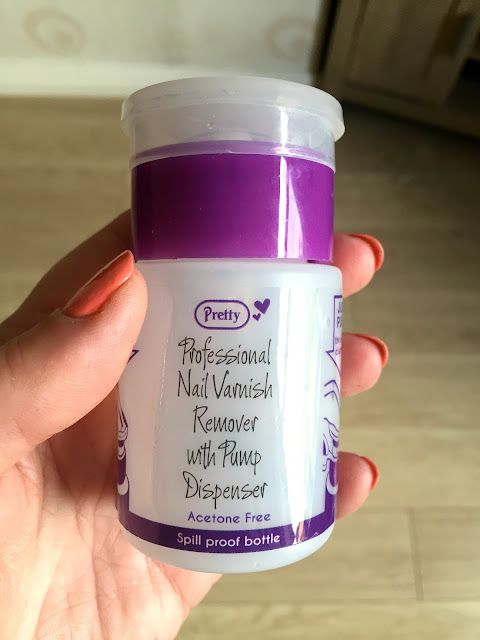 Pretty
Professional
Nail Varnish
Remover
with Pump
Dispenser
Acetone Free
Spill proof bottle